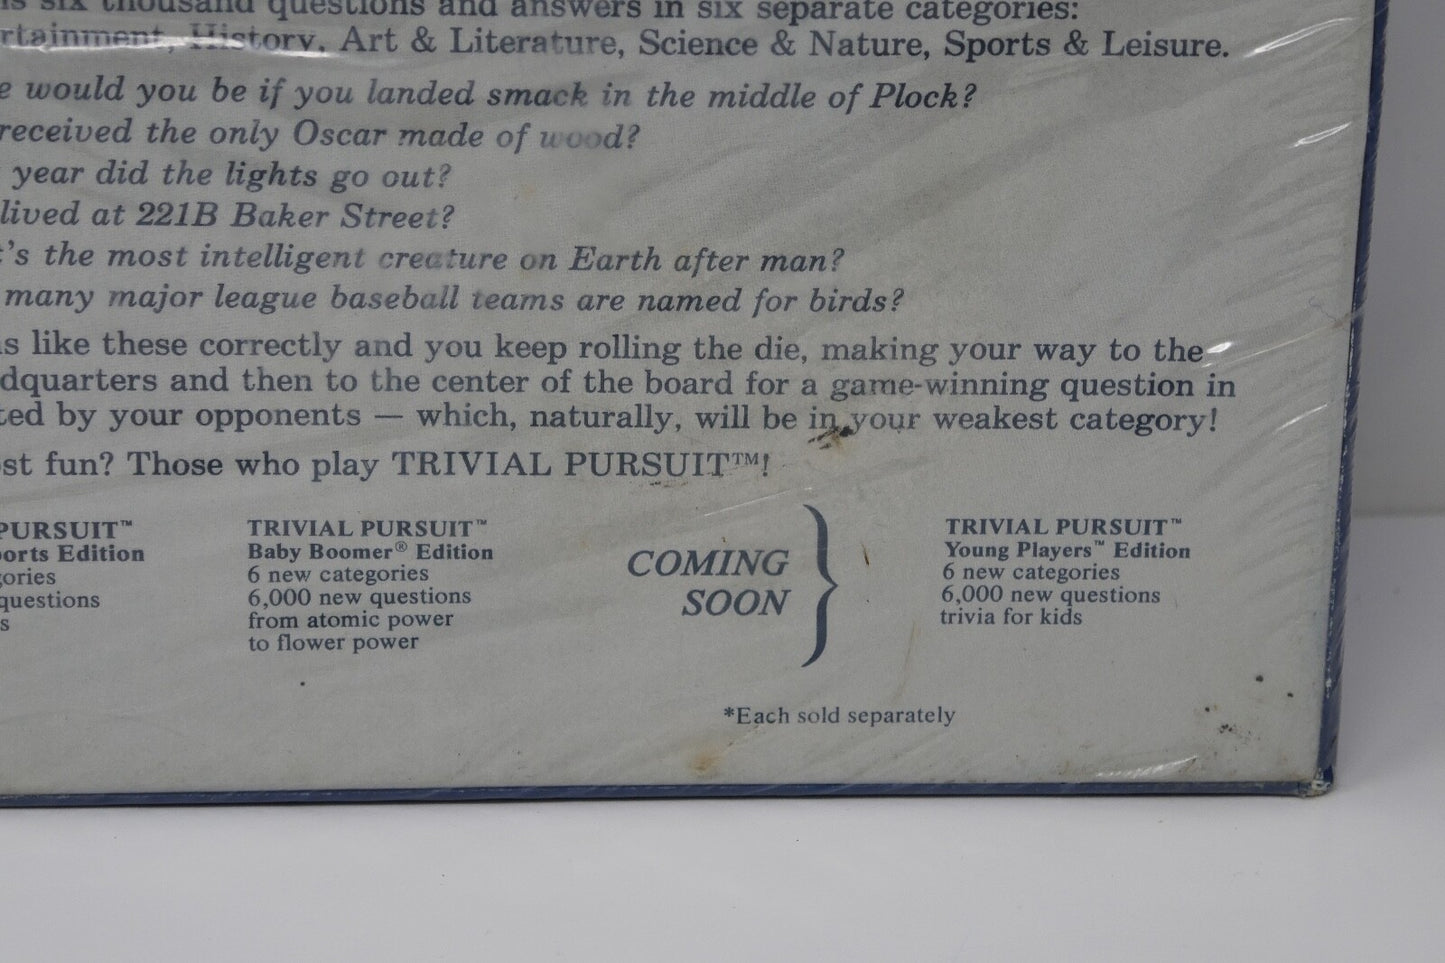 is six thousand questions and answers in six separate categories:
rtainment, History, Art & Literature, Science & Nature, Sports & Leisure.
e would you be if you landed smack in the middle of Plock?
received the only Oscar made of wood?
year did the lights go out?
lived at 221B Baker Street?
t's the most intelligent creature on Earth after man?
many major league baseball teams are named for birds?
ns like these correctly and you keep rolling the die, making your way to the
dquarters and then to the center of the board for a game-winning question in
ted by your opponents — which, naturally, will be in your weakest category!
ost fun? Those who play TRIVIAL PURSUIT™!
PURSUIT™
orts Edition
gories
questions
s
TRIVIAL PURSUIT™
Baby Boomer® Edition
6 new categories
6,000 new questions
from atomic power
to flower power
COMING
SOON
TRIVIAL PURSUIT™
Young Players™ Edition
6 new categories
6,000 new questions
trivia for kids
*Each sold separately